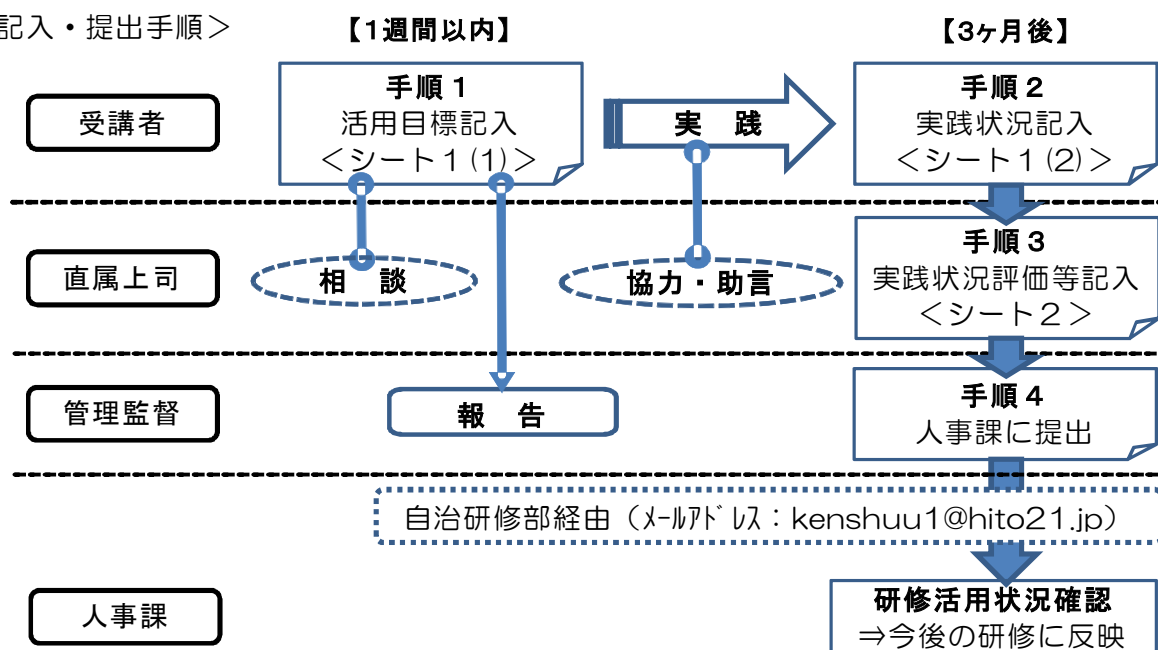 記入・提出手順＞
【1週間以内】
【3ヶ月後】
受講者
手順１
活用目標記入
＜シート１(1)＞
実　践
手順２
実践状況記入
＜シート１(2)＞
直属上司
相　談
協力・助言
手順３
実践状況評価等記入
＜シート２＞
管理監督
報　告
手順４
人事課に提出
自治研修部経由（ﾒｰﾙｱﾄﾞﾚｽ：kenshuu1@hito21.jp）
人事課
研修活用状況確認
⇒今後の研修に反映